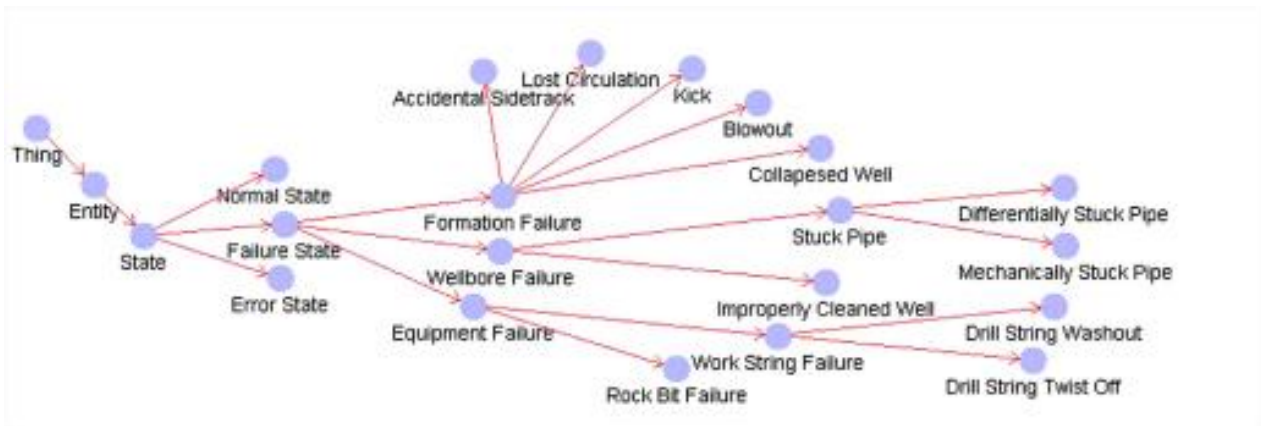 Lost Circulation
Accidental Sidetrack
Kick
Blowout
Thing
Collapesed Well
Normal State
Entity
Formation Failure
Differentially Stuck Pipe
Stuck Pipe
Failure State
State
Wellbore Failure
Mechanically Stuck Pipe
Error State
Improperly Cleaned Well
Equipment Failure
Drill String Washout
Work String Failure
Drill String Twist Off
Rock Bit Failure